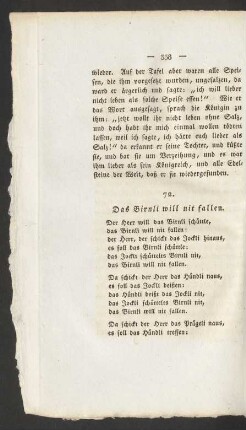 — 338 —
wieder. Auf der Tafel aber waren alle Spei-
sen, die ihm vorgesetz wurden, ungesalzen, da
ward er ärgerlich und sagte: „ich will lieber
nicht leben als solche Speise essen!“ Wie er
das Wort ausgesagt, sprach die Königin zu
ihm: „jetzt wollt ihr nicht leben ohne Salz,
und doch habt ihr mich einmal wollen tödten
lassen, weil ich sagte, ich hätte euch lieber als
Salz!“ da erkannt er seine Tochter, und küßte
sie, und bat sie um Verzeihung, und es war
ihm lieber als sein Königreich, und alle Edel-
steine der Welt, daß er sie wiedergefunden.
72.
Das Birnli will nit fallen.
Der Herr will das Birnli schüttle,
das Birnli will nit fallen:
der Herr, der schickt das Jockli hinaus,
es soll das Birnli schüttle:
das Jockli schüttelts Birnli nit,
das Birnli will nit fallen.
Da schickt der Herr das Hündli naus,
es soll das Jockli beißen:
das Hündli beißt das Jockli nit,
das Jockli schüttelts Birnli nit,
das Birnli will nit fallen.
Da schickt der Herr das Prügeli naus,
es soll das Hündli treffen: